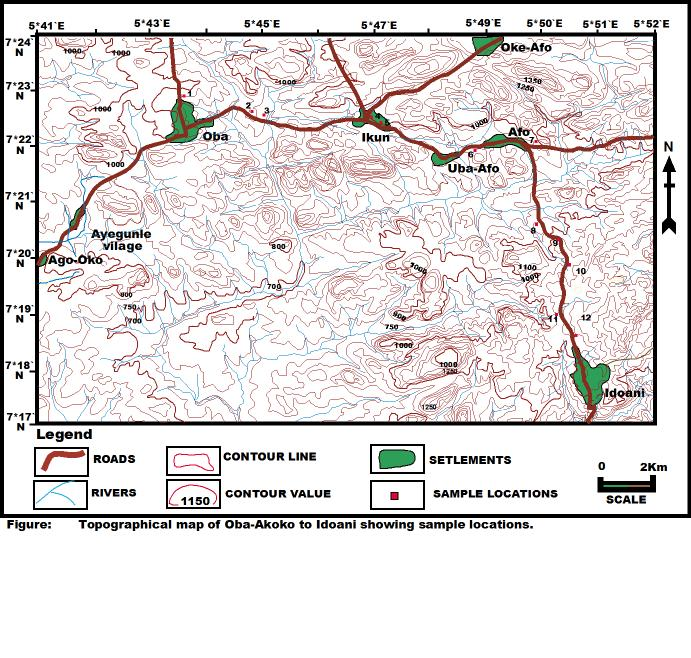 5°41'E 5°43'E 5°45'E 5°47'E 5°49'E 5°50'E 5°51'E 5°52'E
7°24' N
7°23' N
7°22' N
7°21' N
7°20' N
7°19' N
7°18' N
7°17' N
Oke-Afo
1000
1000
1000
1350
1250
1
1000
2
3
4
1000
Oba
Ikun
Afo
7
6
Uba-Afo
1000
N
8
Ayegunle
vilage
9
800
Ago-Oko
1000
1100
1000
10
700
800
750
700
900
750
11
12
1000
1000
1250
Idoani
1250
Legend
ROADS
CONTOUR LINE
SETLEMENTS
0 2Km
RIVERS
1150
CONTOUR VALUE
SAMPLE LOCATIONS
SCALE
Figure: Topographical map of Oba-Akoko to Idoani showing sample locations.